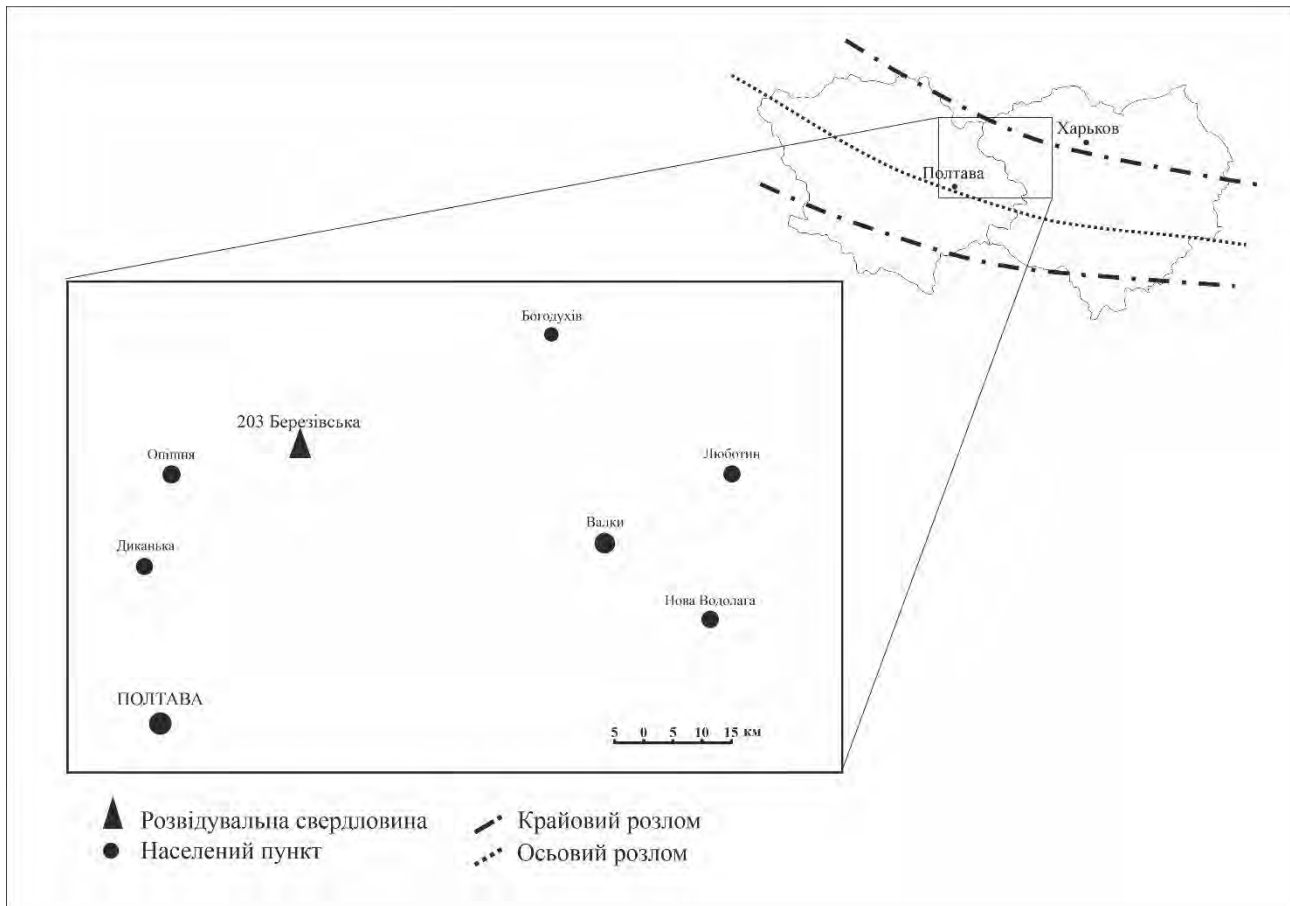 Харьков
Полтава
Богодухів
203 Березівська
Опішня
Люботин
Валки
Диканька
Нова Водолага
ПОЛТАВА
5 0 5 10 15 км
Розвідувальна свердловина
Крайовий розлом
Населений пункт
Осьовий розлом